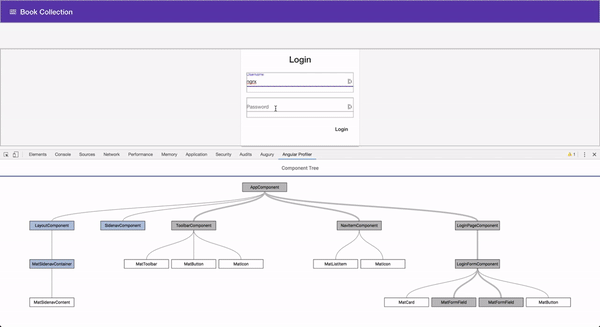 Book Collection
Login
Username
ngrx
Password
Login
Elements Console Sources Network Performance Memory Application Security Audits Augury Angular Profiler 1
Component Tree
AppComponent
LayoutComponent SidenavComponent ToolbarComponent NavItemComponent LoginPageComponent
MatSidenavContainer MatToolbar MatButton MatIcon MatListItem MatIcon LoginFormComponent
MatSidenavContent MatCard MatFormField MatFormField MatButton